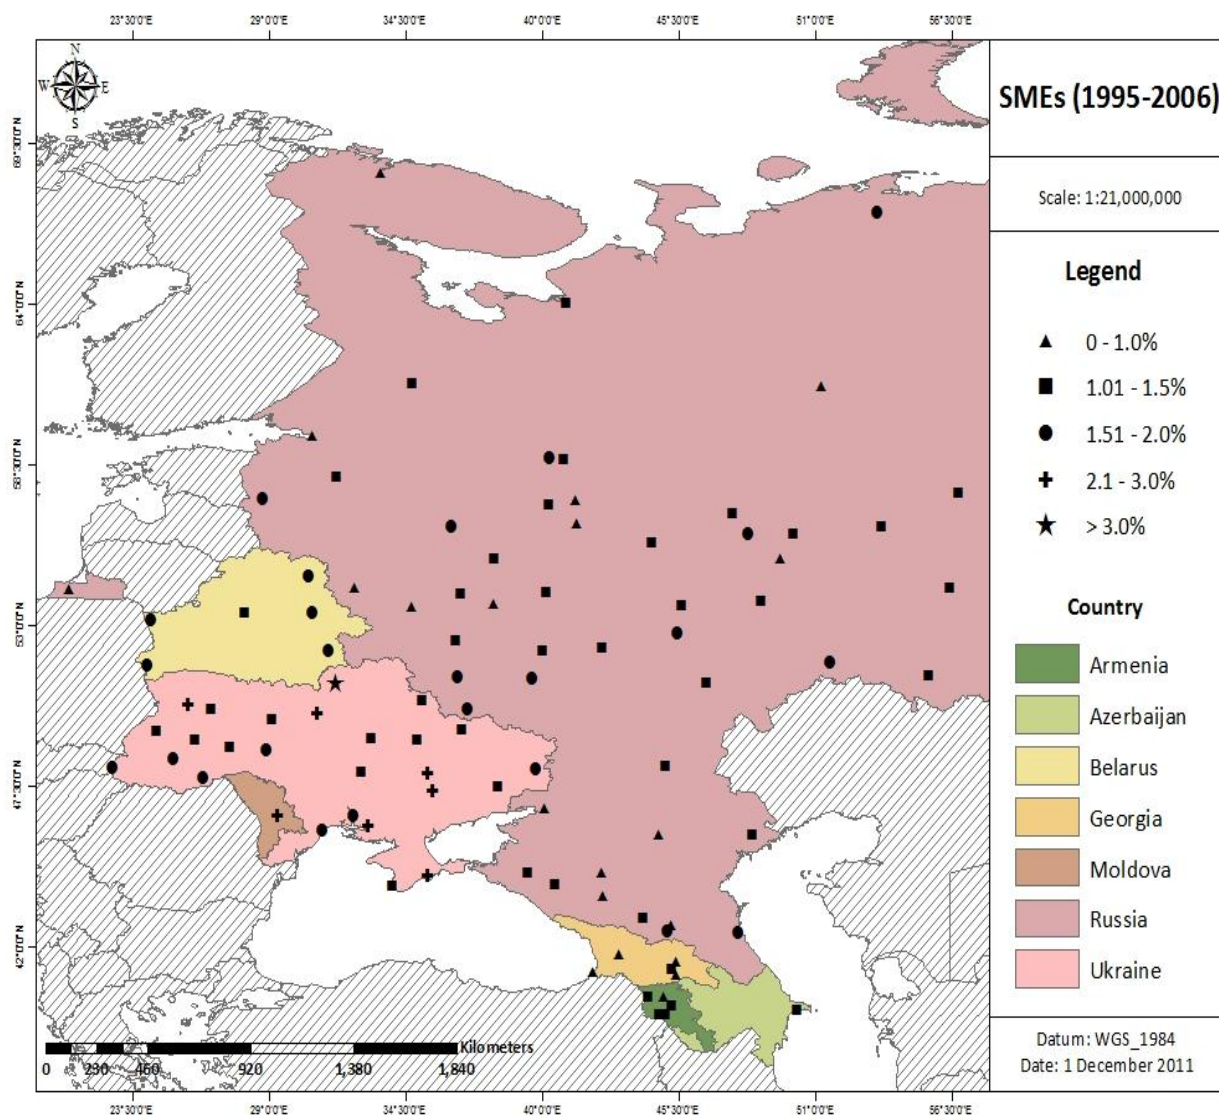 23°30'0"E 29°0'0"E 34°30'0"E 40°0'0"E 45°30'0"E 51°0'0"E 56°30'0"E
N
W E
S
SMEs (1995-2006)
69°30'0"N
Scale: 1:21,000,000
64°0'0"N
Legend
0 - 1.0%
1.01 - 1.5%
1.51 - 2.0%
2.1 - 3.0%
> 3.0%
58°30'0"N
53°0'0"N
Country
Armenia
Azerbaijan
Belarus
Georgia
Moldova
Russia
Ukraine
47°30'0"N
42°0'0"N
Kilometers
0 230 460 920 1,380 1,840
Datum: WGS_1984
Date: 1 December 2011
23°30'0"E 29°0'0"E 34°30'0"E 40°0'0"E 45°30'0"E 51°0'0"E 56°30'0"E